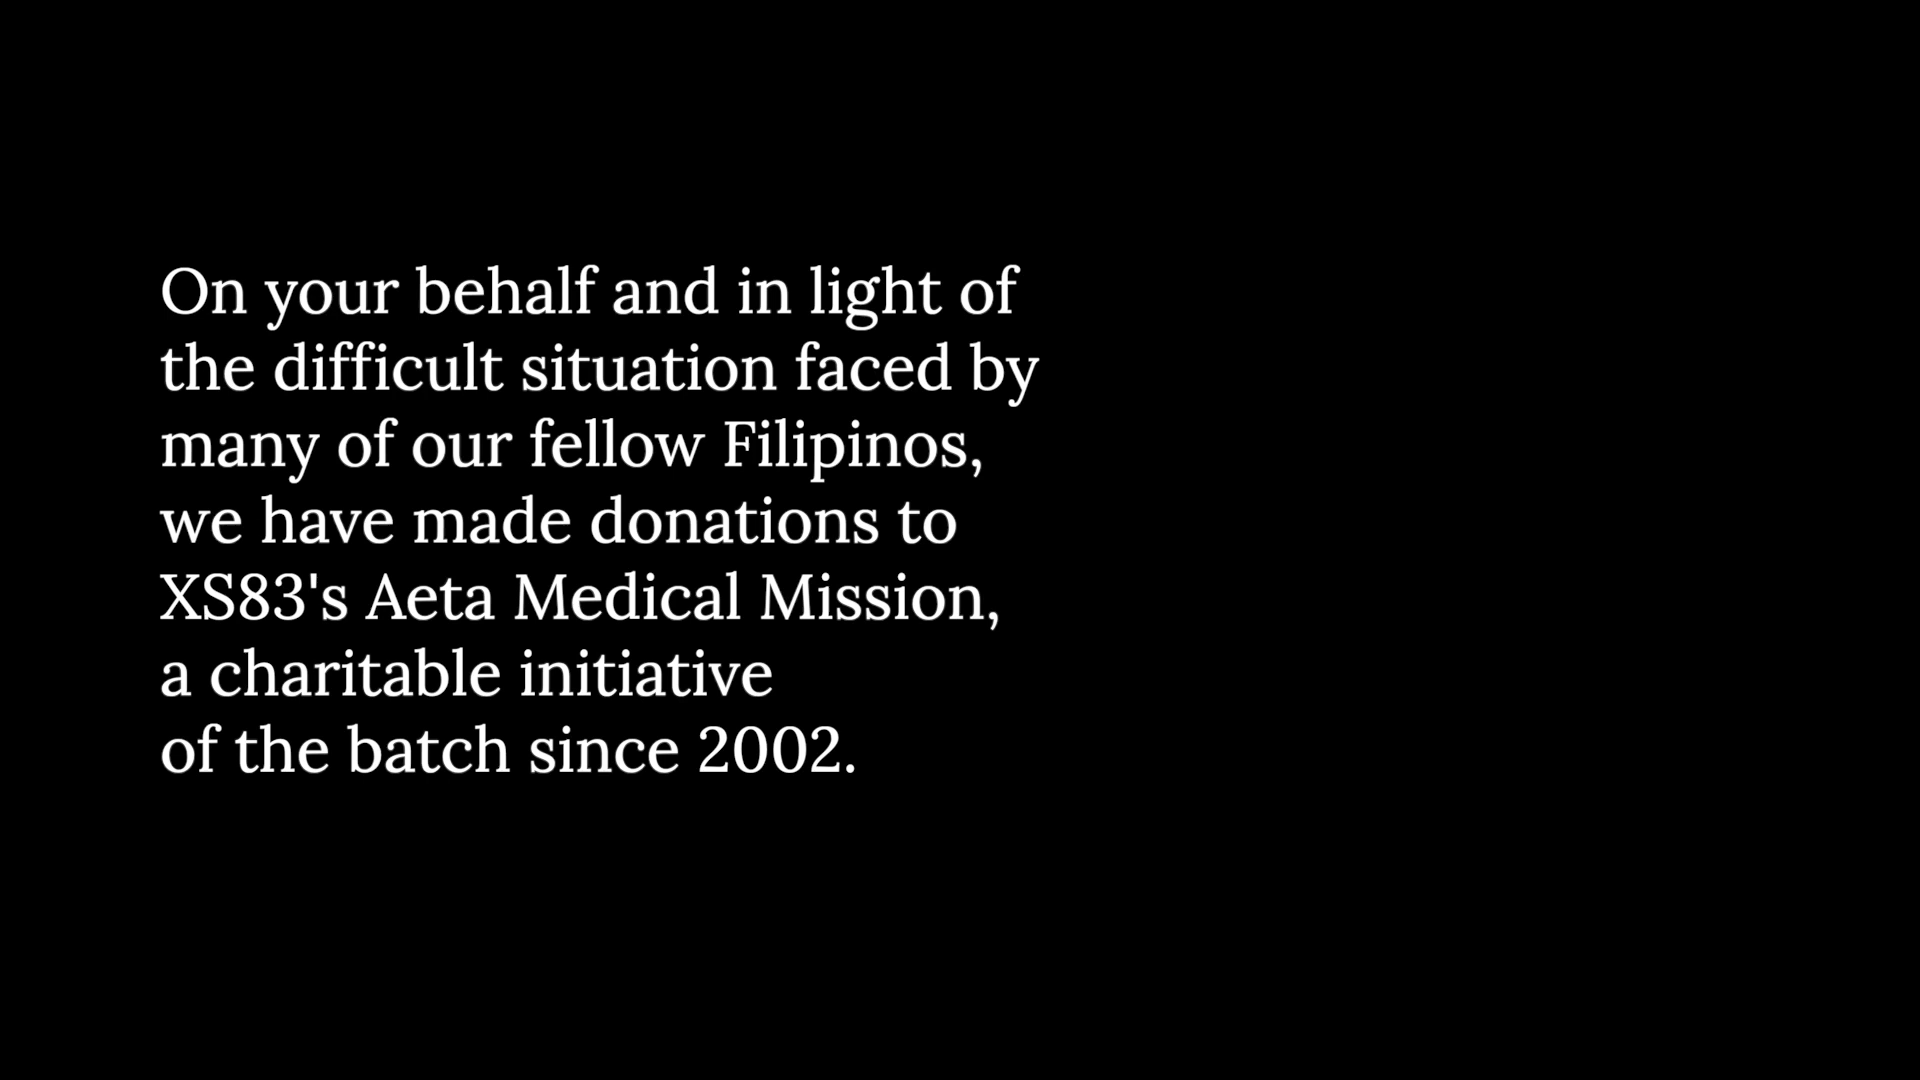 On your behalf and in light of
the difficult situation faced by
many of our fellow Filipinos,
we have made donations to
XS83's Aeta Medical Mission,
a charitable initiative
of the batch since 2002.